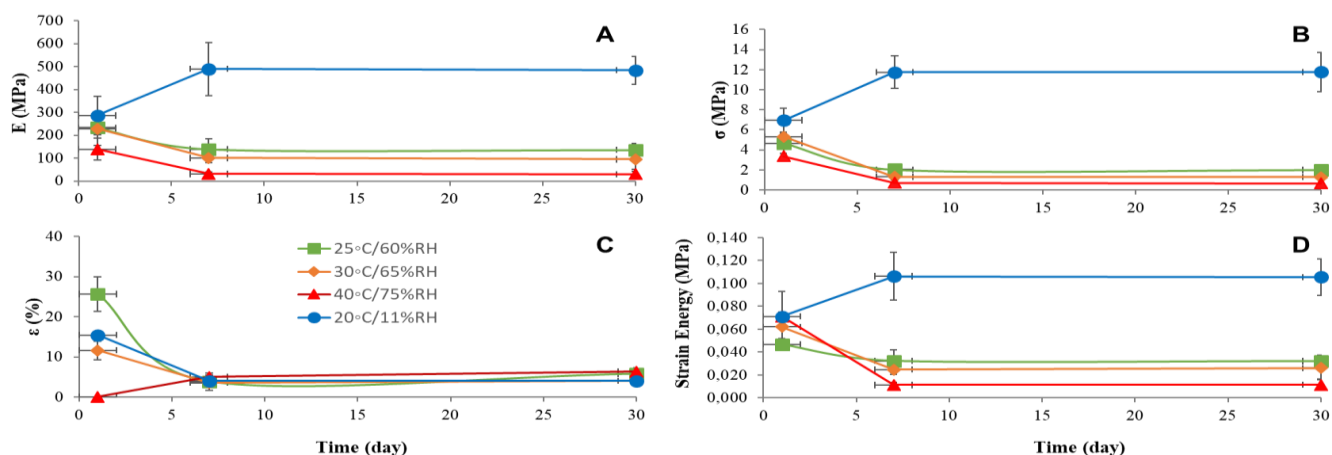 A
E (MPa)
700
600
500
400
300
200
100
0
0 5 10 15 20 25 30
B
σ (MPa)
16
14
12
10
8
6
4
2
0
0 5 10 15 20 25 30
C
ε (%)
40
30
20
10
0
0 5 10 15 20 25 30
Time (day)
25◦C/60%RH
30◦C/65%RH
40◦C/75%RH
20◦C/11%RH
D
Strain Energy (MPa)
0,140
0,120
0,100
0,080
0,060
0,040
0,020
0,000
0 5 10 15 20 25 30
Time (day)